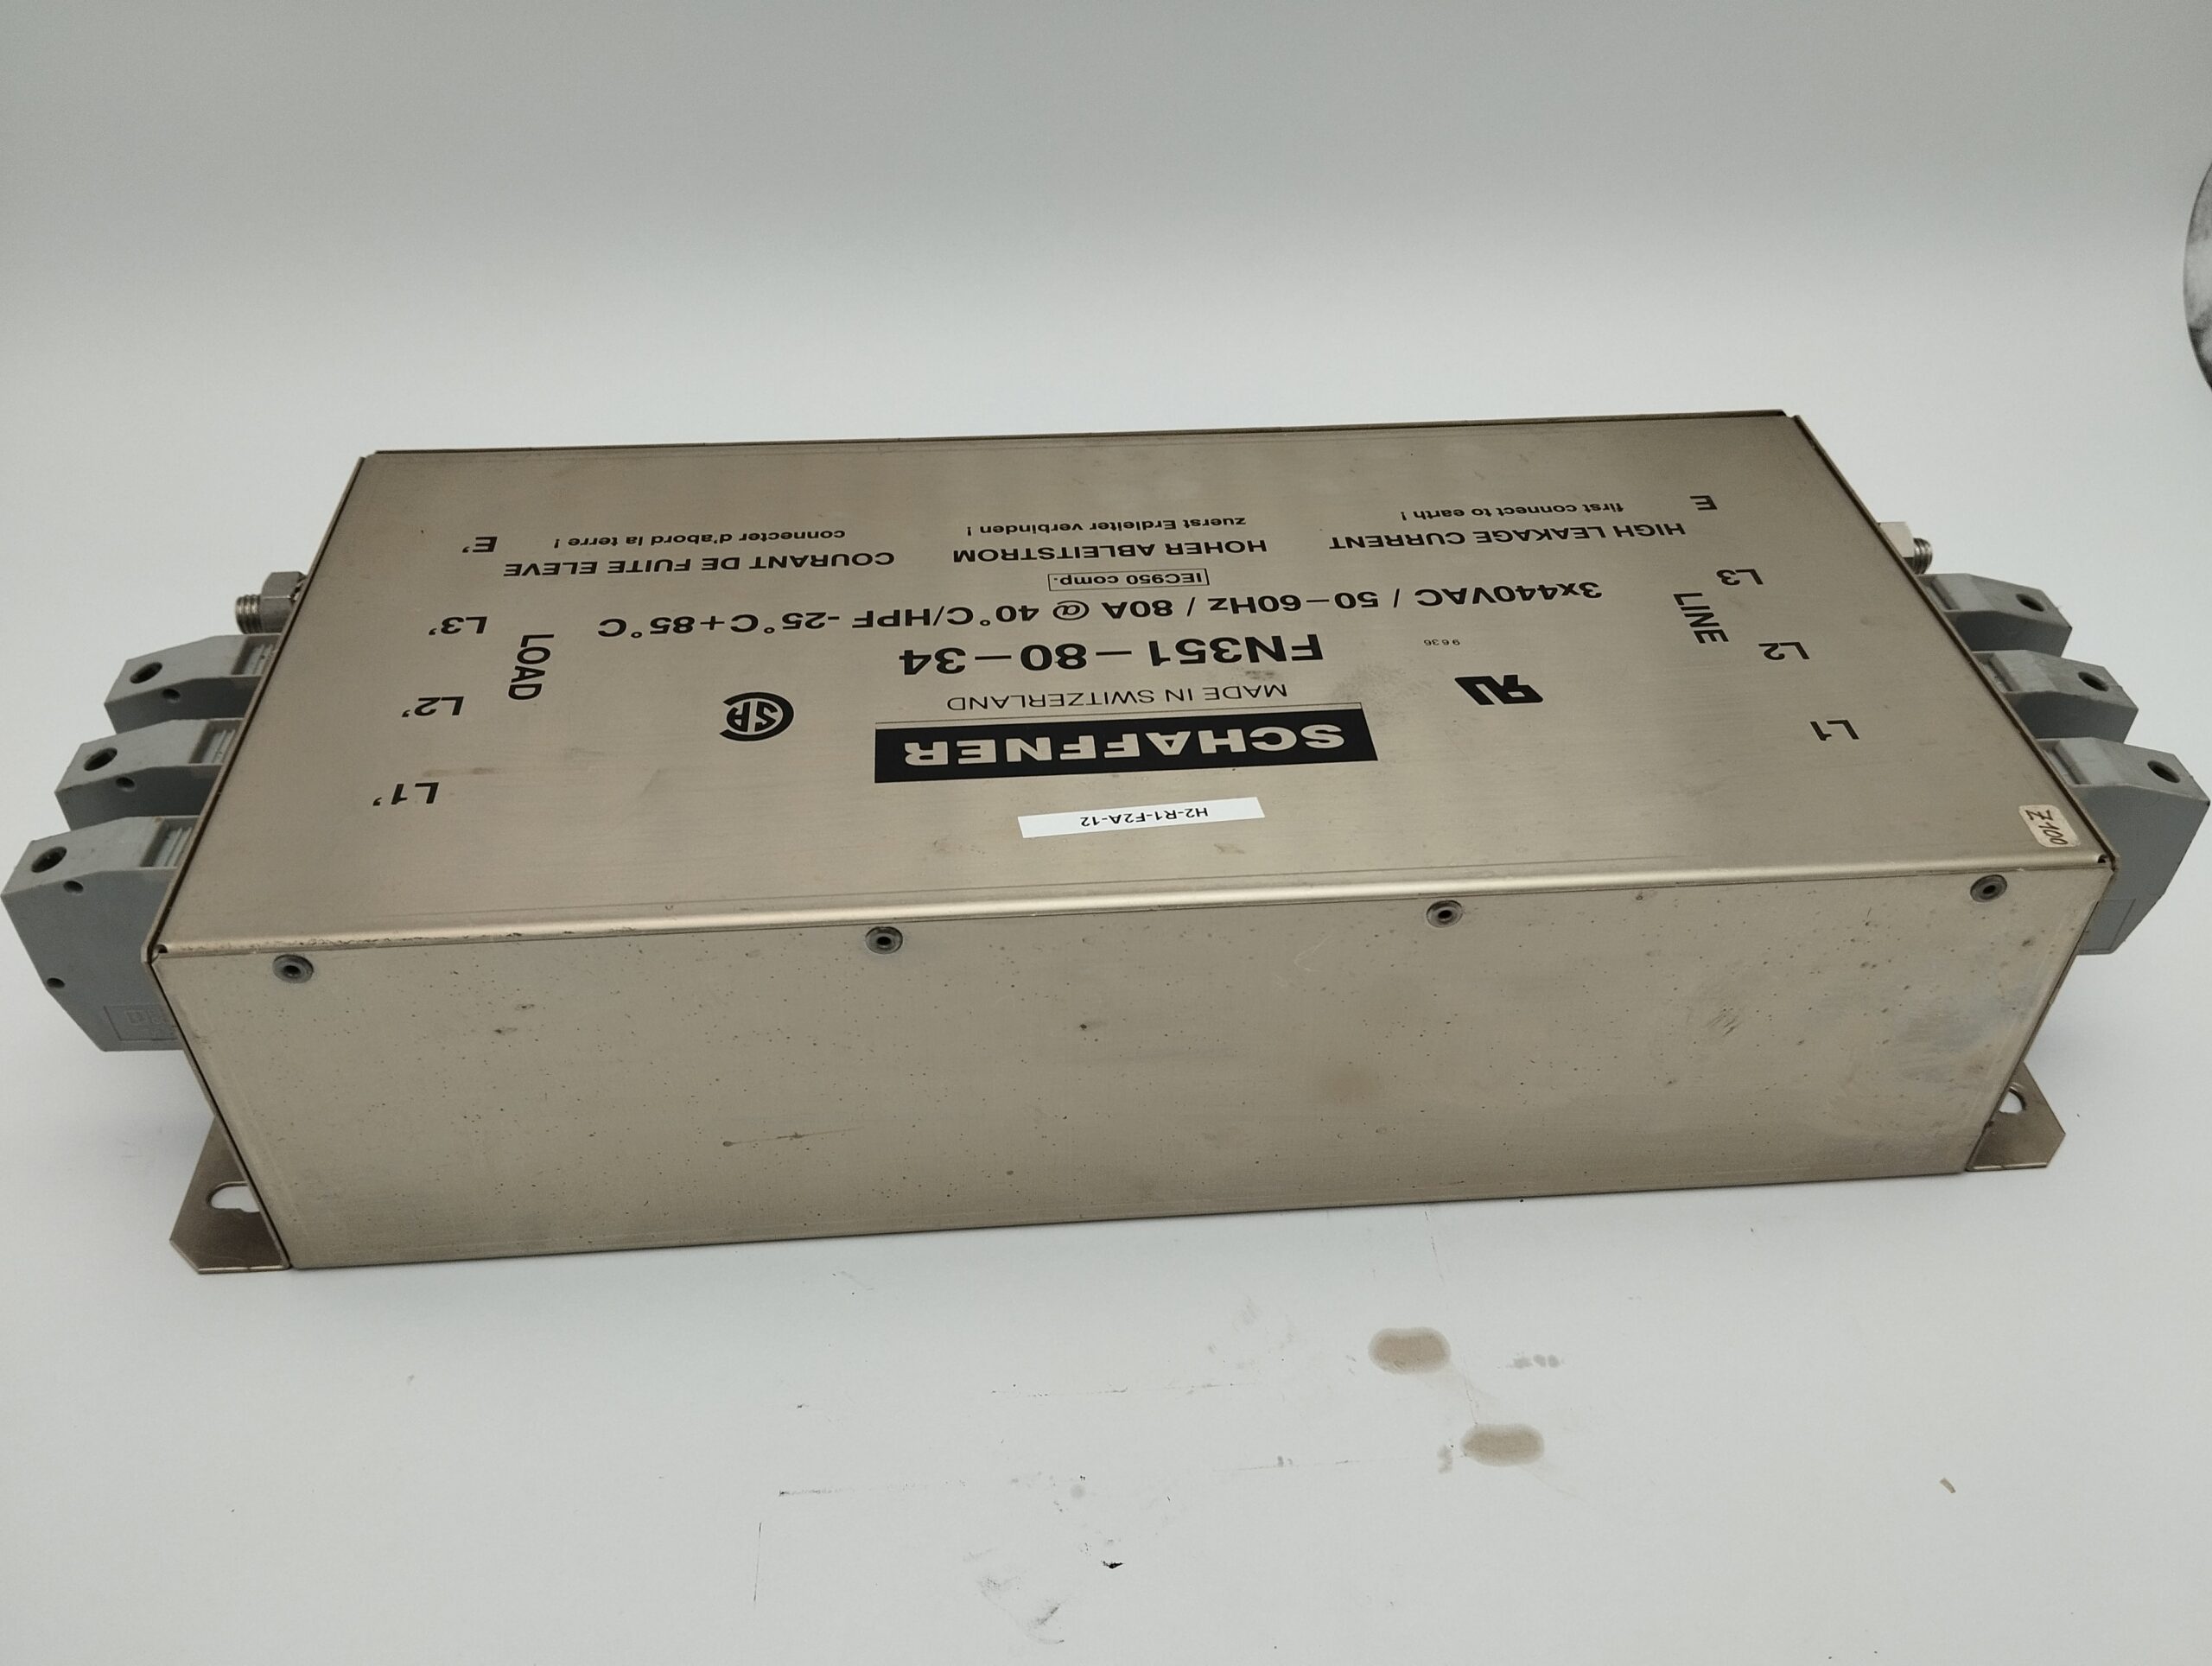 H2-R1-F2A-12
SCHAFFNER
MADE IN SWITZERLAND
FN351-80-34
9636
3x440VAC / 50-60Hz / 80A @ 40°C/HPF -25°C+85°C
IEC950 comp.
HIGH LEAKAGE CURRENT
first connect to earth !
HOHER ABLEITSTROM
zuerst Erdleiter verbinden !
COURANT DE FUITE ELEVE
connecter d'abord la terre !
LINE
L1
L2
L3
E
LOAD
L1'
L2'
L3'
E'
Z-100